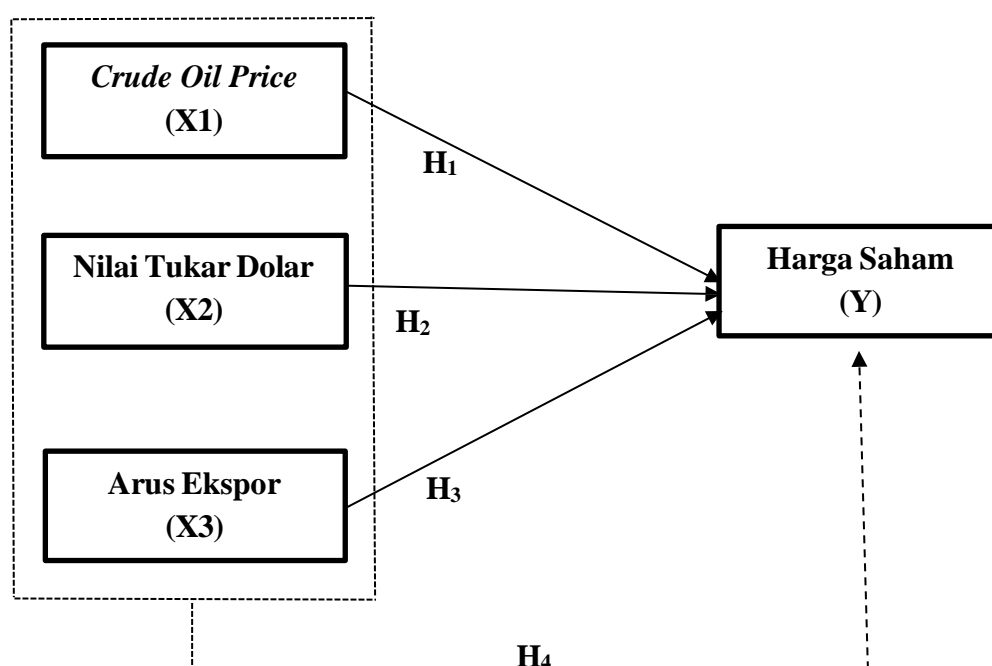 Crude Oil Price
(X1)
H₁
Nilai Tukar Dolar
(X2)
H₂
Harga Saham
(Y)
Arus Ekspor
(X3)
H₃
H₄